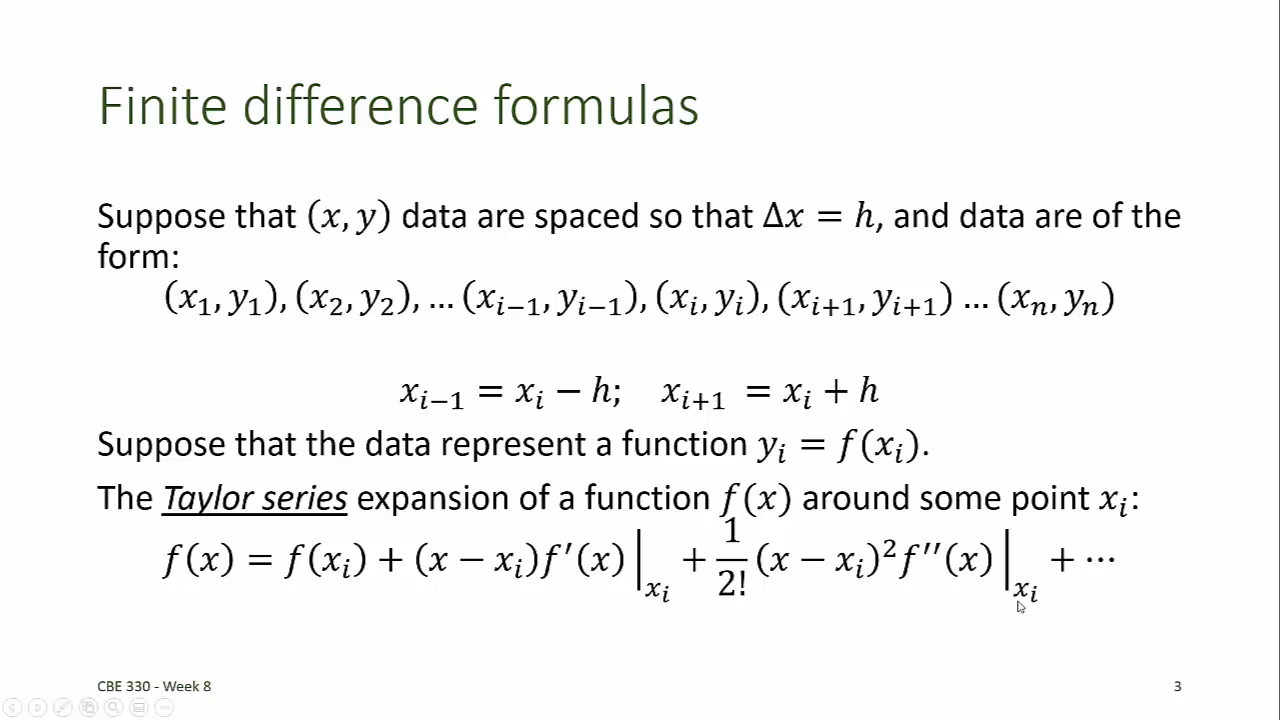 Finite difference formulas
Suppose that (x, y) data are spaced so that Δx = h, and data are of the
form:
(x₁, y₁), (x₂, y₂), … (xᵢ₋₁, yᵢ₋₁), (xᵢ, yᵢ), (xᵢ₊₁, yᵢ₊₁) … (xₙ, yₙ)
xᵢ₋₁ = xᵢ − h; xᵢ₊₁ = xᵢ + h
Suppose that the data represent a function yᵢ = f(xᵢ).
The Taylor series expansion of a function f(x) around some point xᵢ:
f(x) = f(xᵢ) + (x − xᵢ)f′(x)|xᵢ + 1/2! (x − xᵢ)²f′′(x)|xᵢ + ⋯
CBE 330 - Week 8
3